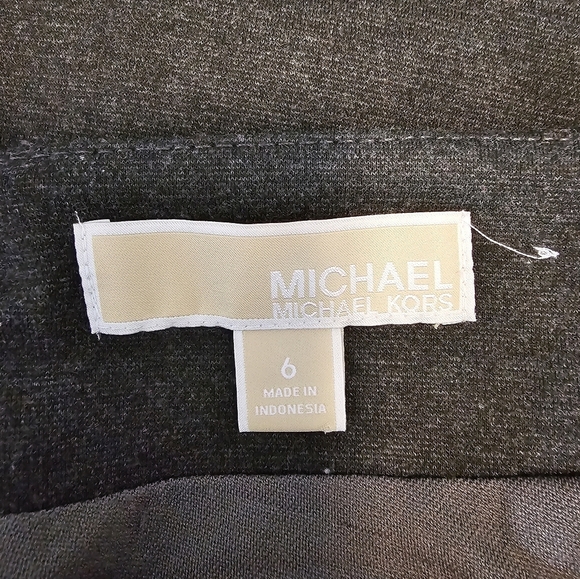 MICHAEL
MICHAEL KORS
6
MADE IN
INDONESIA